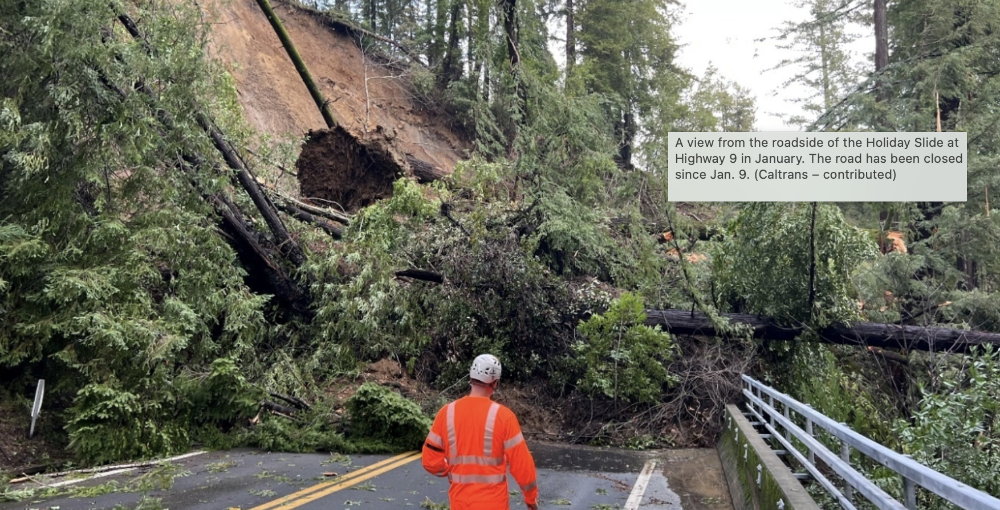 A view from the roadside of the Holiday Slide at
Highway 9 in January. The road has been closed
since Jan. 9. (Caltrans – contributed)